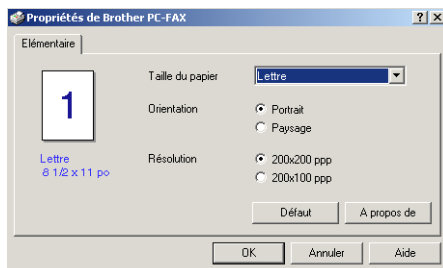 Propriétés de Brother PC-FAX
Elémentaire
1
Lettre
8 1/2 x 11 po
Taille du papier
Lettre
Orientation
Portrait
Paysage
Résolution
200x200 ppp
200x100 ppp
Défaut
A propos de
OK
Annuler
Aide